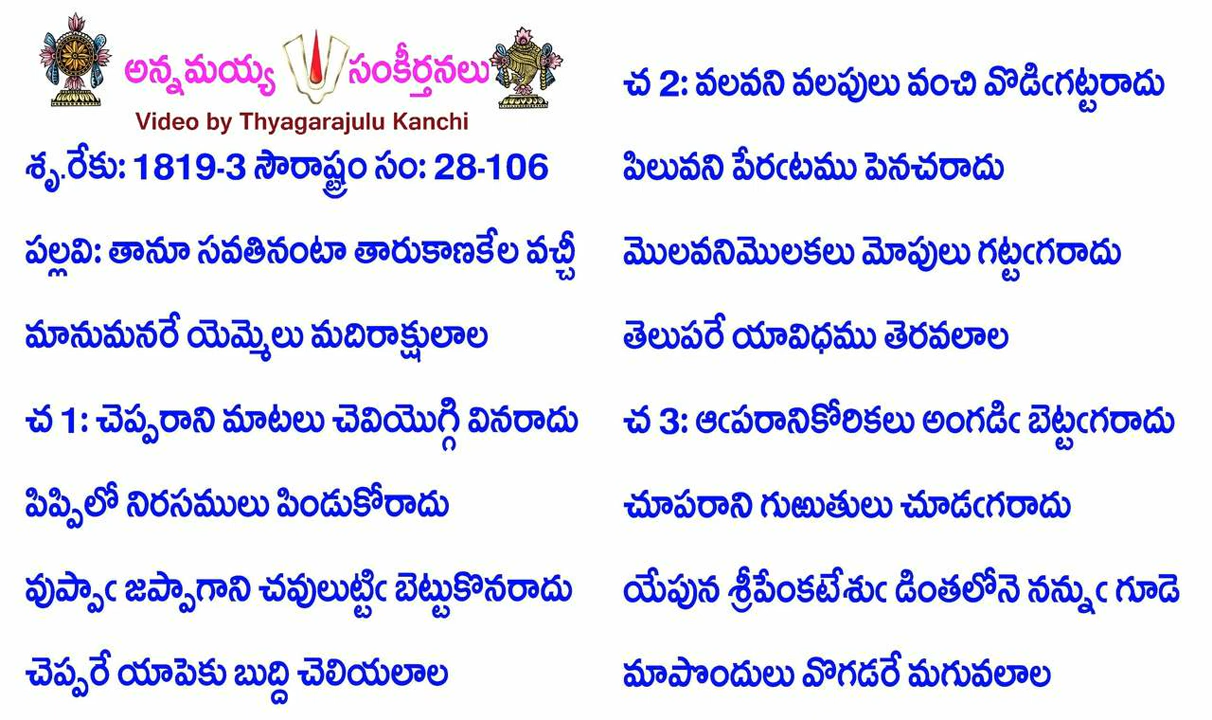 అన్నమయ్య సంకీర్తనలు
Video by Thyagarajulu Kanchi
శృ.రేకు: 1819-3 సౌరాష్ట్రం సం: 28-106
పల్లవి: తానూ సవతినంటా తారుకాణకేల వచ్చీ
మానుమనరే యెమ్మెలు మదిరాక్షులాల
చ 1: చెప్పరాని మాటలు చెవియొగ్గి వినరాదు
పిప్పిలో నిరసములు పిండుకోరాదు
వుప్పాఁ జప్పాగాని చవులుట్టిఁ బెట్టుకొనరాదు
చెప్పరే యాపెకు బుద్ది చెలియలాల
చ 2: వలవని వలపులు వంచి వొడిఁగట్టరాదు
పిలువని పేరఁటము పెనచరాదు
మొలవనిమొలకలు మోపులు గట్టఁగరాదు
తెలుపరే యావిధము తెరవలాల
చ 3: ఆఁపరానికోరికలు అంగడిఁ బెట్టఁగరాదు
చూపరాని గుఱుతులు చూడఁగరాదు
యేపున శ్రీపేంకటేశుఁ డింతలోనె నన్నుఁ గూడె
మాపొందులు వొగడరే మగువలాల